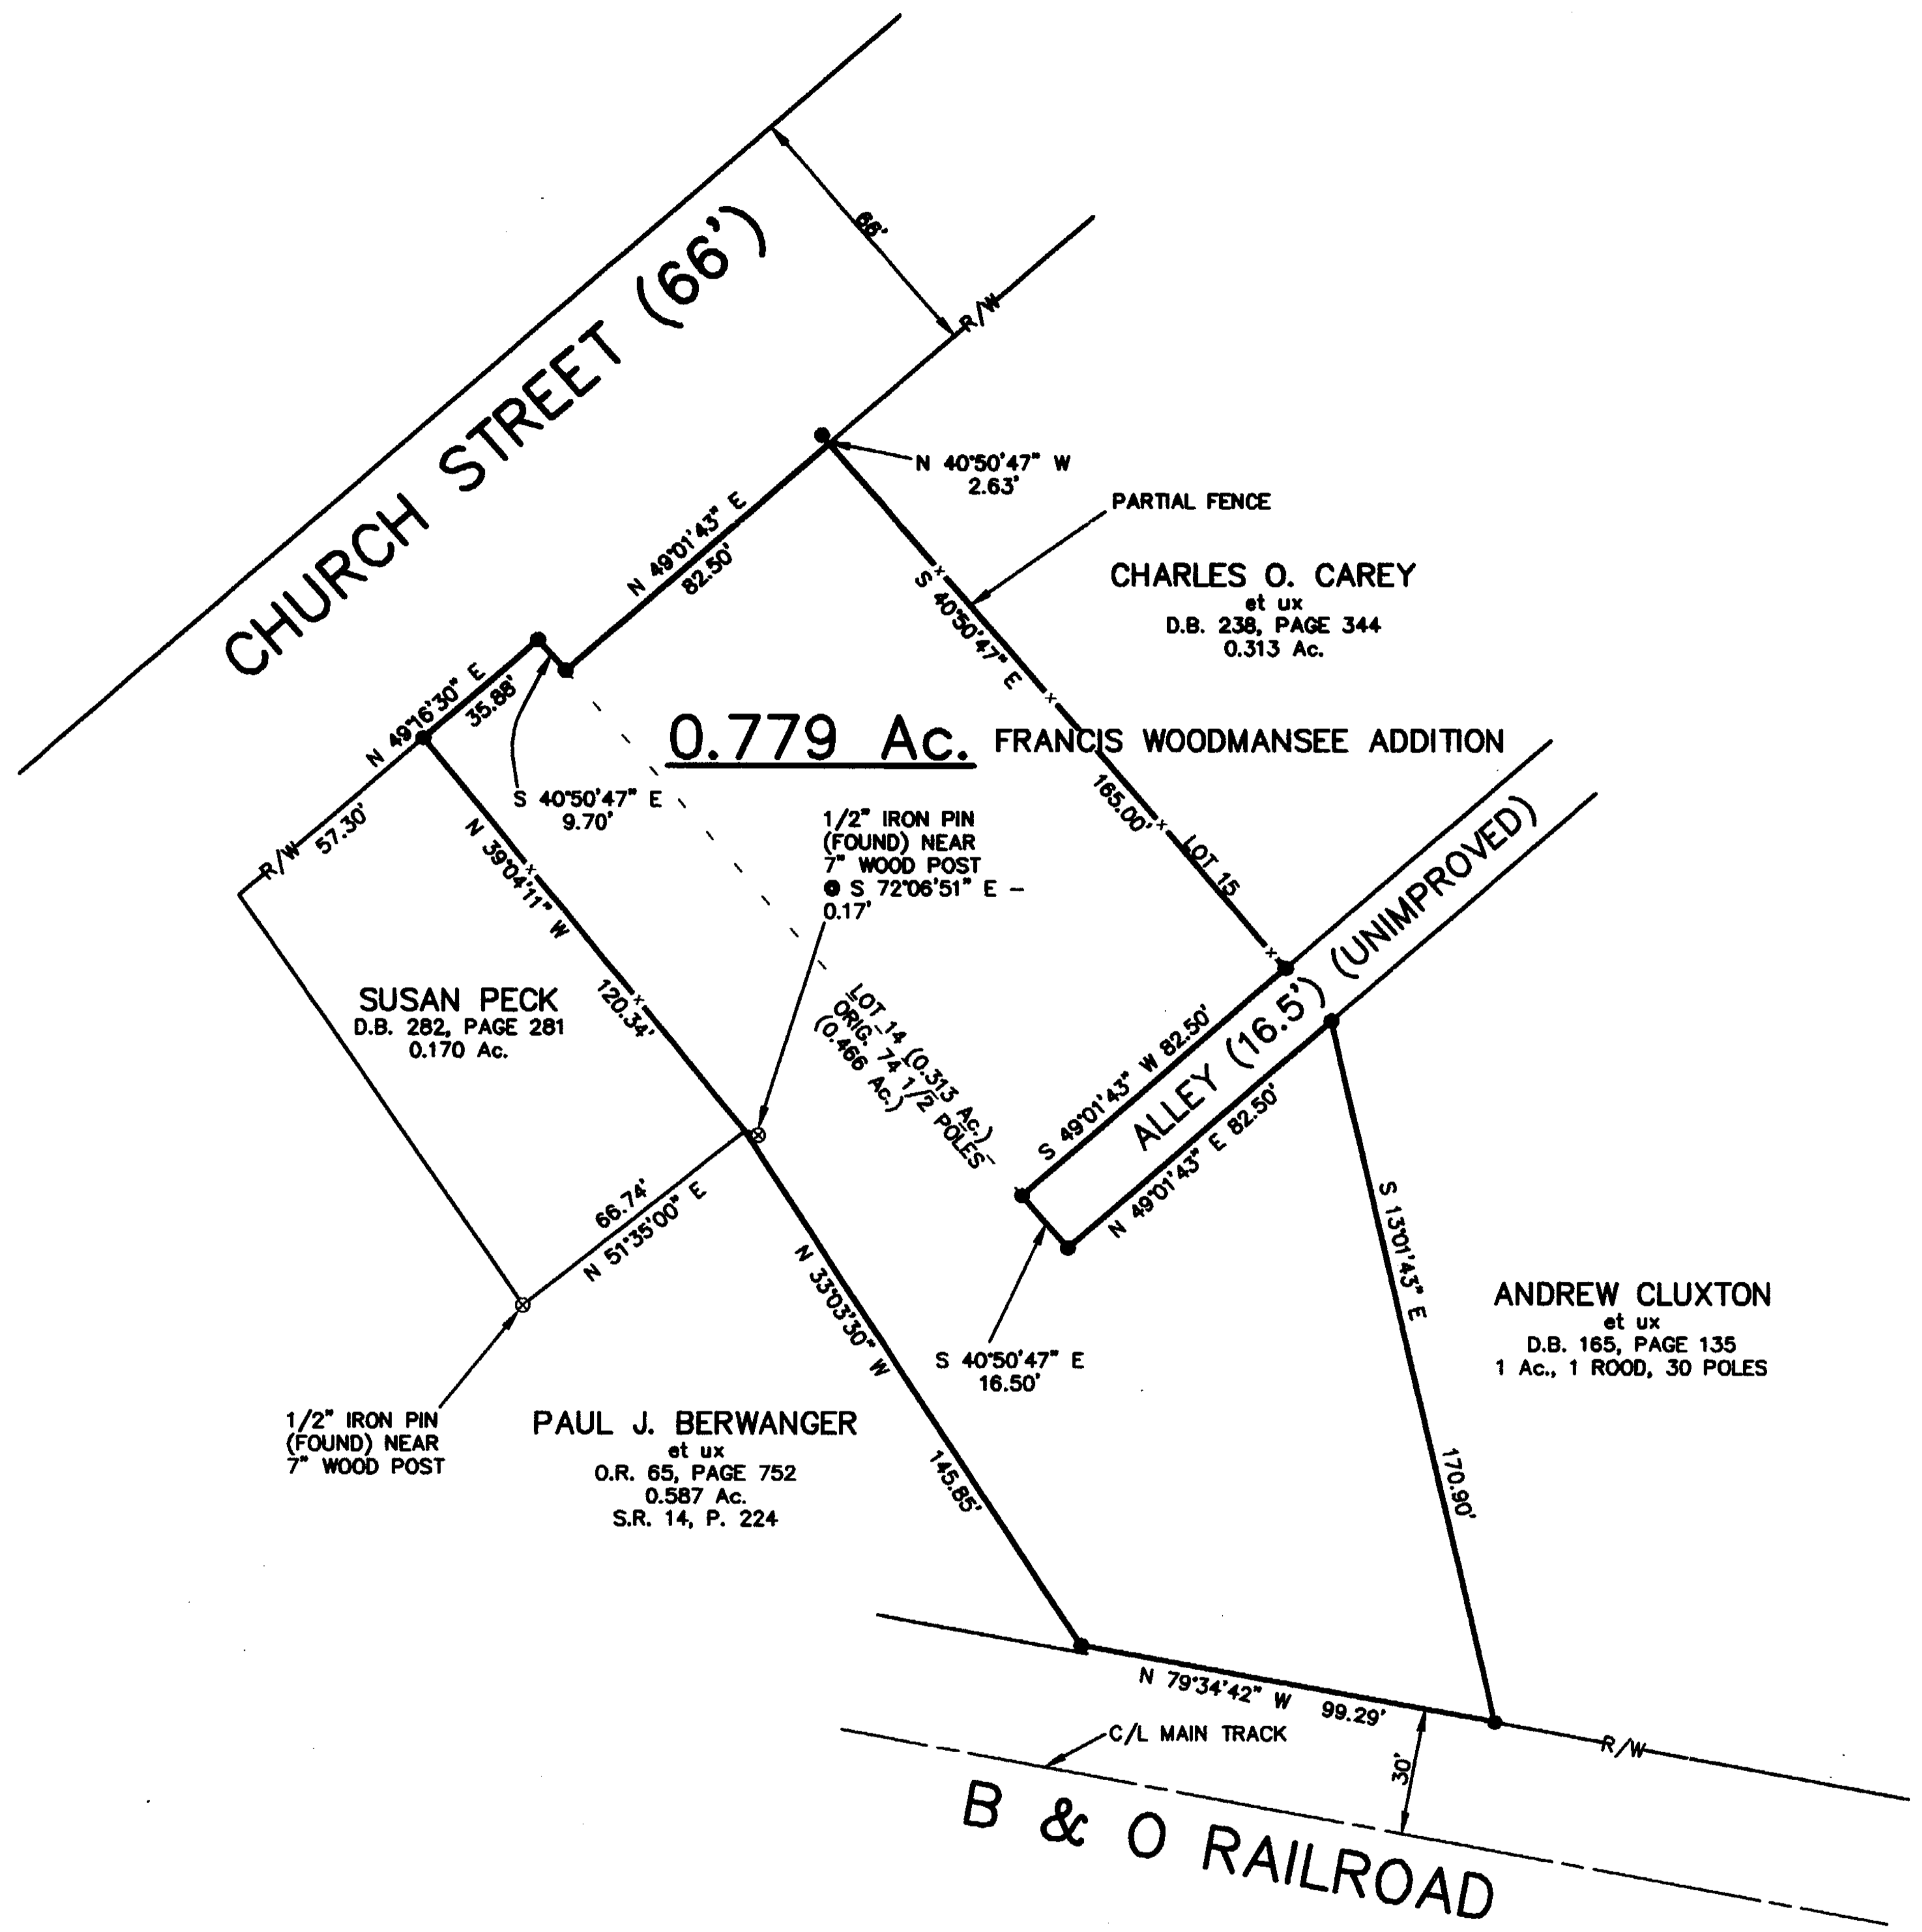 CHURCH STREET (66')
66'
R/W
N 40°50'47" W
2.63'
PARTIAL FENCE
N 49°01'43" E
82.50'
CHARLES O. CAREY
et ux
D.B. 238, PAGE 344
0.313 Ac.
S 40°50'47" E
165.00'
LOT 15
N 49°16'30" E
35.88'
0.779 Ac.
FRANCIS WOODMANSEE ADDITION
S 40°50'47" E
9.70'
R/W
57.30'
N 39°04'11" W
120.34'
1/2" IRON PIN
(FOUND) NEAR
7" WOOD POST
@ S 72°06'51" E -
0.17'
SUSAN PECK
D.B. 282, PAGE 281
0.170 Ac.
LOT 14 (0.313 Ac.)
ORIG. 74 1/2 POLES
(0.466 Ac.)
S 49°01'43" W 82.50'
ALLEY (16.5') (UNIMPROVED)
N 49°01'43" E 82.50'
66.74'
N 51°35'00" E
S 40°50'47" E
16.50'
S 13°01'43" E
170.90'
ANDREW CLUXTON
et ux
D.B. 165, PAGE 135
1 Ac., 1 ROOD, 30 POLES
N 33°03'30" W
145.85'
1/2" IRON PIN
(FOUND) NEAR
7" WOOD POST
PAUL J. BERWANGER
et ux
O.R. 65, PAGE 752
0.587 Ac.
S.R. 14, P. 224
N 79°34'42" W 99.29'
C/L MAIN TRACK
30'
R/W
B & O RAILROAD